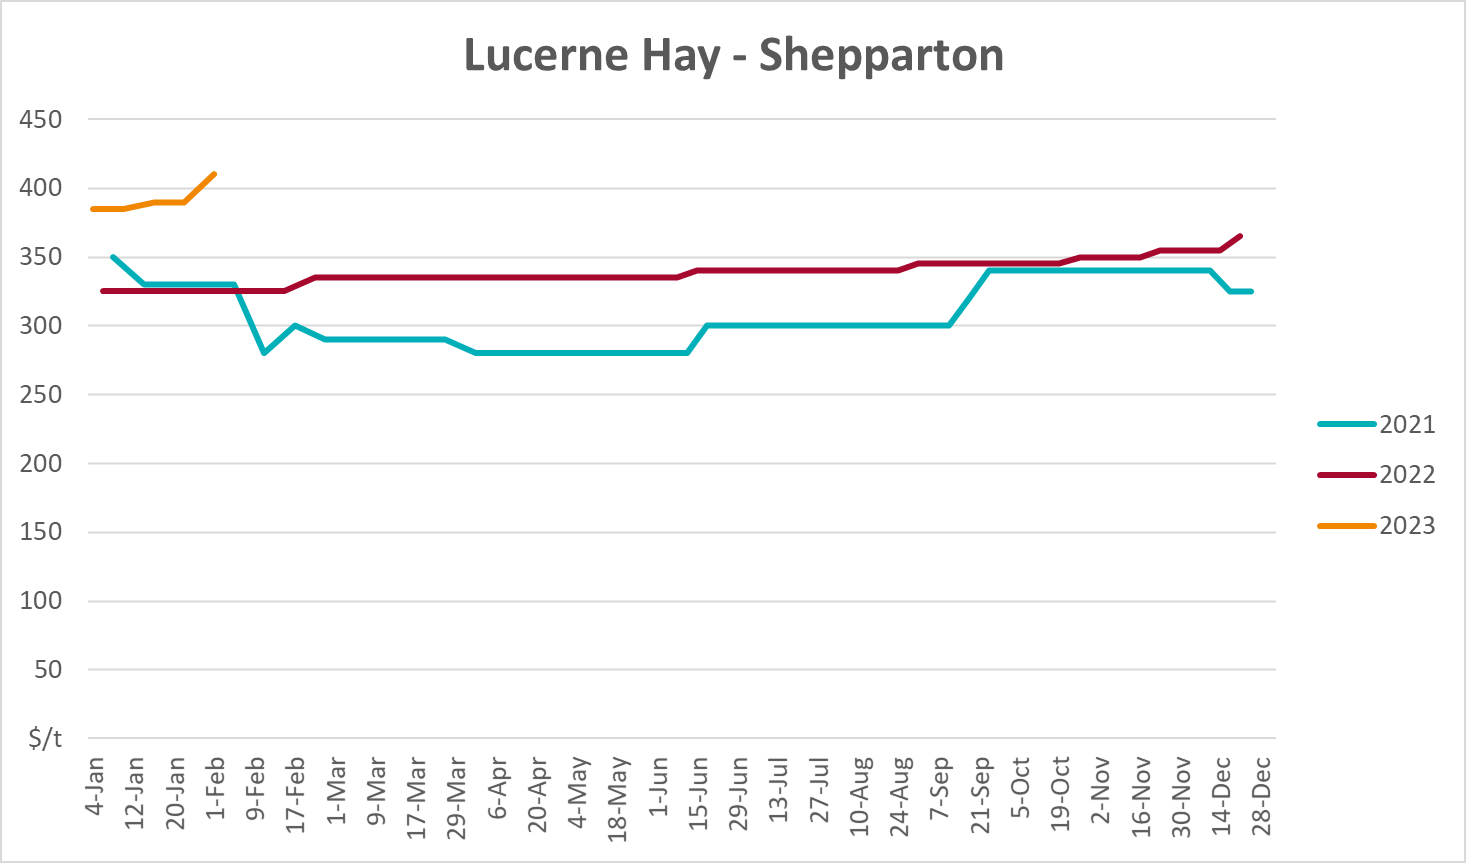 Lucerne Hay - Shepparton
450
400
350
300
250
200
150
100
50
$/t
4-Jan
12-Jan
20-Jan
1-Feb
9-Feb
17-Feb
1-Mar
9-Mar
17-Mar
29-Mar
6-Apr
20-Apr
4-May
18-May
1-Jun
15-Jun
29-Jun
13-Jul
27-Jul
10-Aug
24-Aug
7-Sep
21-Sep
5-Oct
19-Oct
2-Nov
16-Nov
30-Nov
14-Dec
28-Dec
2021
2022
2023